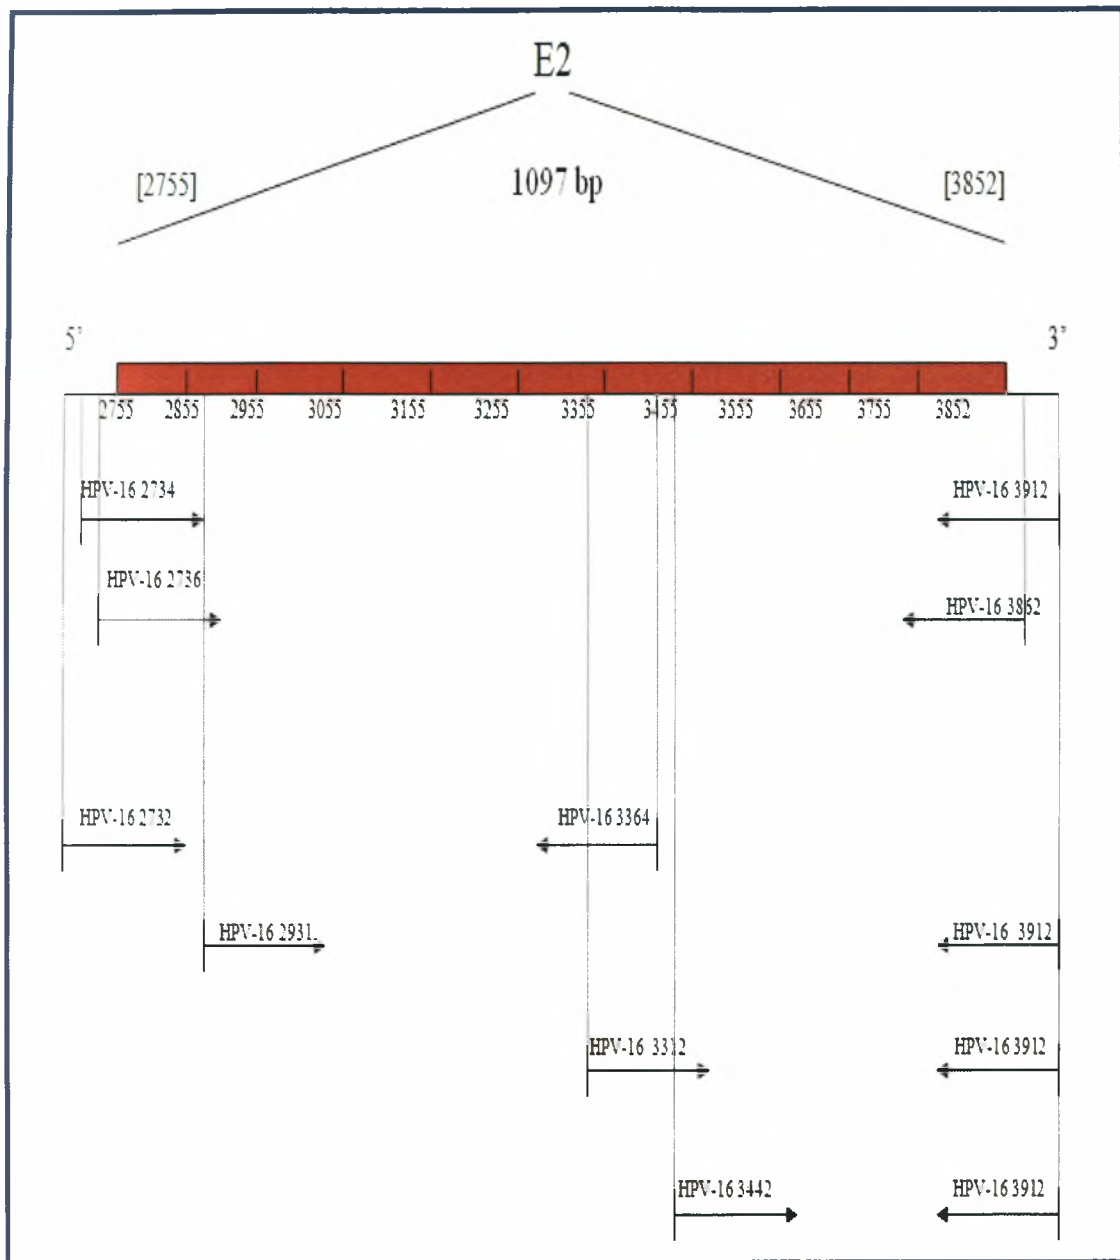 E2
[2755] 1097 bp [3852]
5’ 3’
2755 2855 2955 3055 3155 3255 3355 3455 3555 3655 3755 3852
HPV-16 2734 HPV-16 3912
HPV-16 2736 HPV-16 3862
HPV-16 2732 HPV-16 3364
HPV-16 2931 HPV-16 3912
HPV-16 3312 HPV-16 3912
HPV-16 3442 HPV-16 3912